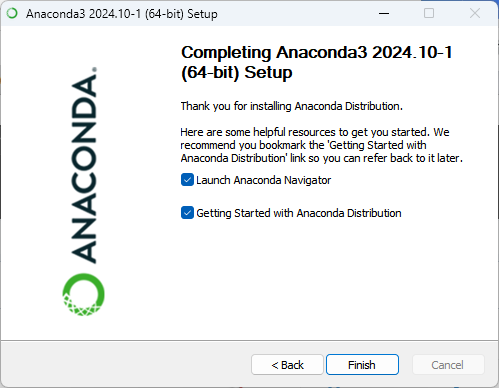 Anaconda3 2024.10-1 (64-bit) Setup
Completing Anaconda3 2024.10-1
(64-bit) Setup
Thank you for installing Anaconda Distribution.
Here are some helpful resources to get you started. We
recommend you bookmark the 'Getting Started with
Anaconda Distribution' link so you can refer back to it later.
Launch Anaconda Navigator
Getting Started with Anaconda Distribution
ANACONDA.
< Back
Finish
Cancel